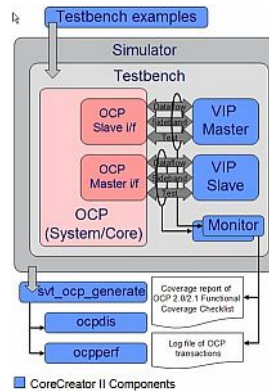 Testbench examples
Simulator
Testbench
OCP
Slave i/f
Dataflow
Sideband
Test
VIP
Master
OCP
Master i/f
Dataflow
Sideband
Test
VIP
Slave
OCP
(System/Core)
Monitor
svt_ocp_generate
ocpdis
ocpperf
Coverage report of
OCP 2.0/2.1 Functional
Coverage Checklist
Log file of OCP
transactions
CoreCreator II Components